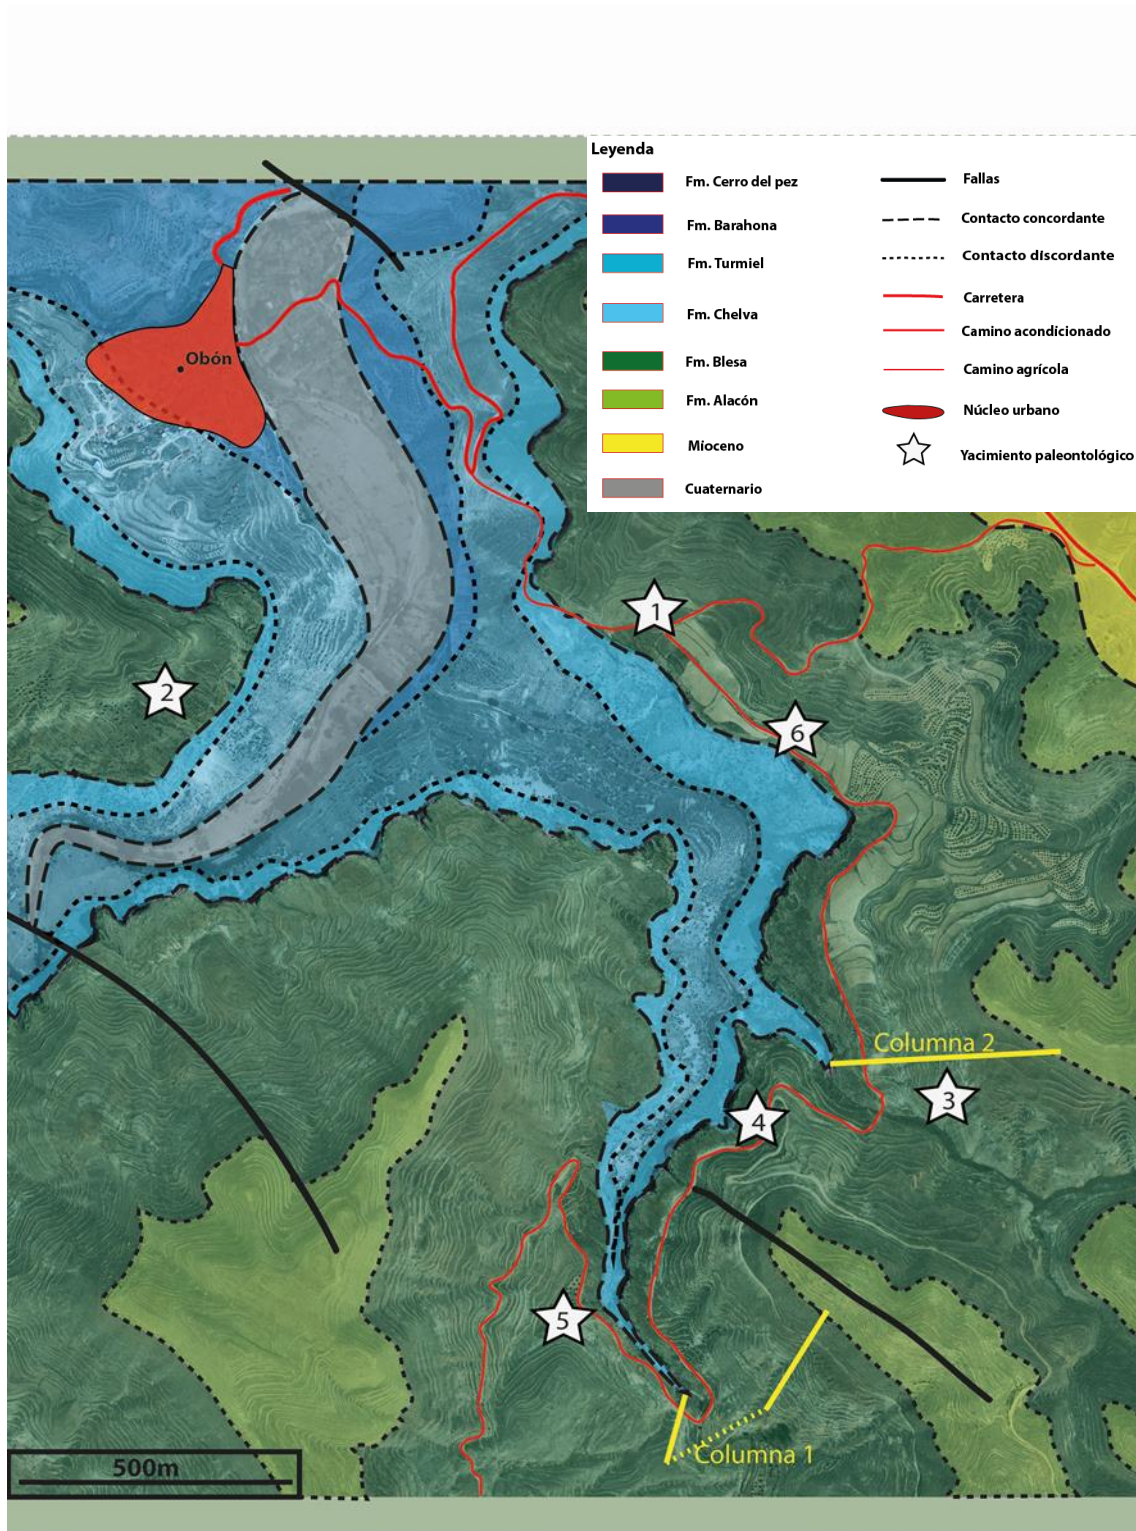 Leyenda
Fm. Cerro del pez
Fm. Barahona
Fm. Turmiel
Fm. Chelva
Fm. Blesa
Fm. Alacón
Míoceno
Cuaternario
Fallas
Contacto concordante
Contacto discordante
Carretera
Camino acondícionado
Camino agrícola
Núcleo urbano
Yacimiento paleontológico
Obón
1
2
6
Columna 2
3
4
5
Columna 1
500m